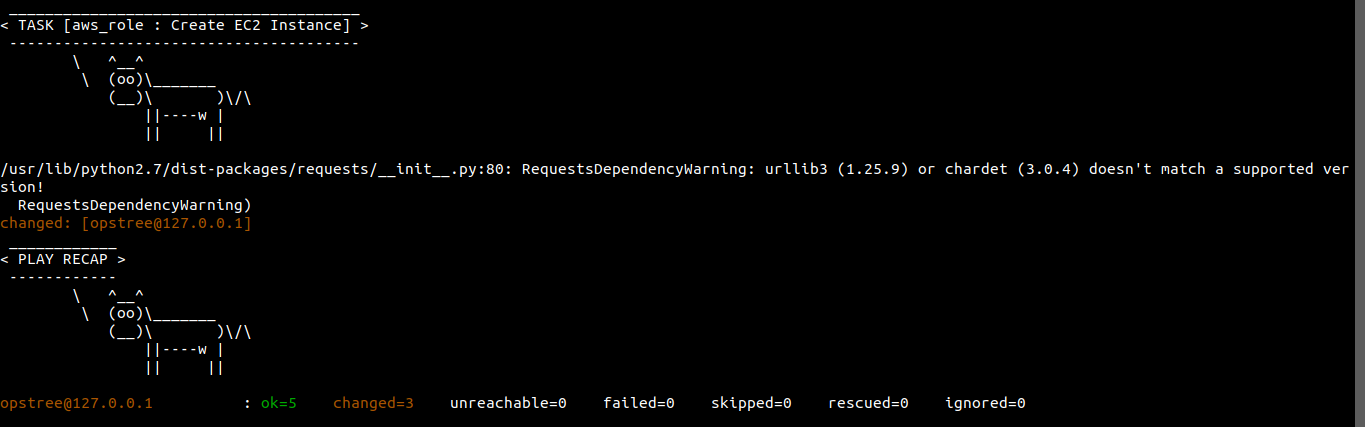 _______________________________________
< TASK [aws_role : Create EC2 Instance] >
 ---------------------------------------
        \   ^__^
         \  (oo)\_______
            (__)\       )\/\
                ||----w |
                ||     ||
/usr/lib/python2.7/dist-packages/requests/__init__.py:80: RequestsDependencyWarning: urllib3 (1.25.9) or chardet (3.0.4) doesn't match a supported ver
sion!
  RequestsDependencyWarning)
changed: [opstree@127.0.0.1]
 ____________
< PLAY RECAP >
 ------------
        \   ^__^
         \  (oo)\_______
            (__)\       )\/\
                ||----w |
                ||     ||
opstree@127.0.0.1          : ok=5    changed=3    unreachable=0    failed=0    skipped=0    rescued=0    ignored=0